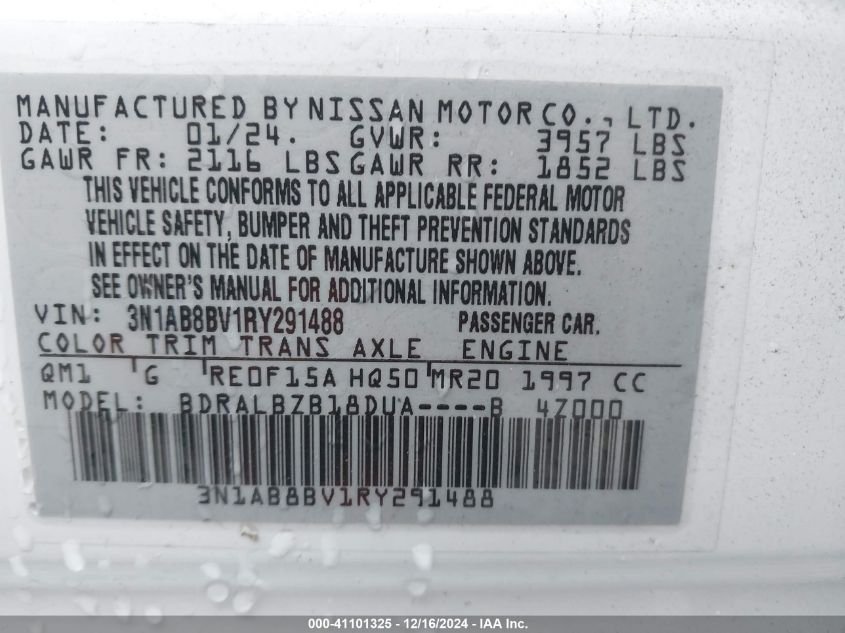 MANUFACTURED BY NISSAN MOTOR CO., LTD.
DATE: 01/24. GVWR: 3957 LBS
GAWR FR: 2116 LBS GAWR RR: 1852 LBS
THIS VEHICLE CONFORMS TO ALL APPLICABLE FEDERAL MOTOR
VEHICLE SAFETY, BUMPER AND THEFT PREVENTION STANDARDS
IN EFFECT ON THE DATE OF MANUFACTURE SHOWN ABOVE.
SEE OWNER'S MANUAL FOR ADDITIONAL INFORMATION.
VIN: 3N1AB8BV1RY291488 PASSENGER CAR.
COLOR TRIM TRANS AXLE ENGINE
QM1 G RE0F15A HQ50 MR20 1997 CC
MODEL: BDRALBZB18DUA----B 47000
3N1AB8BV1RY291488
000-41101325 - 12/16/2024 - IAA Inc.